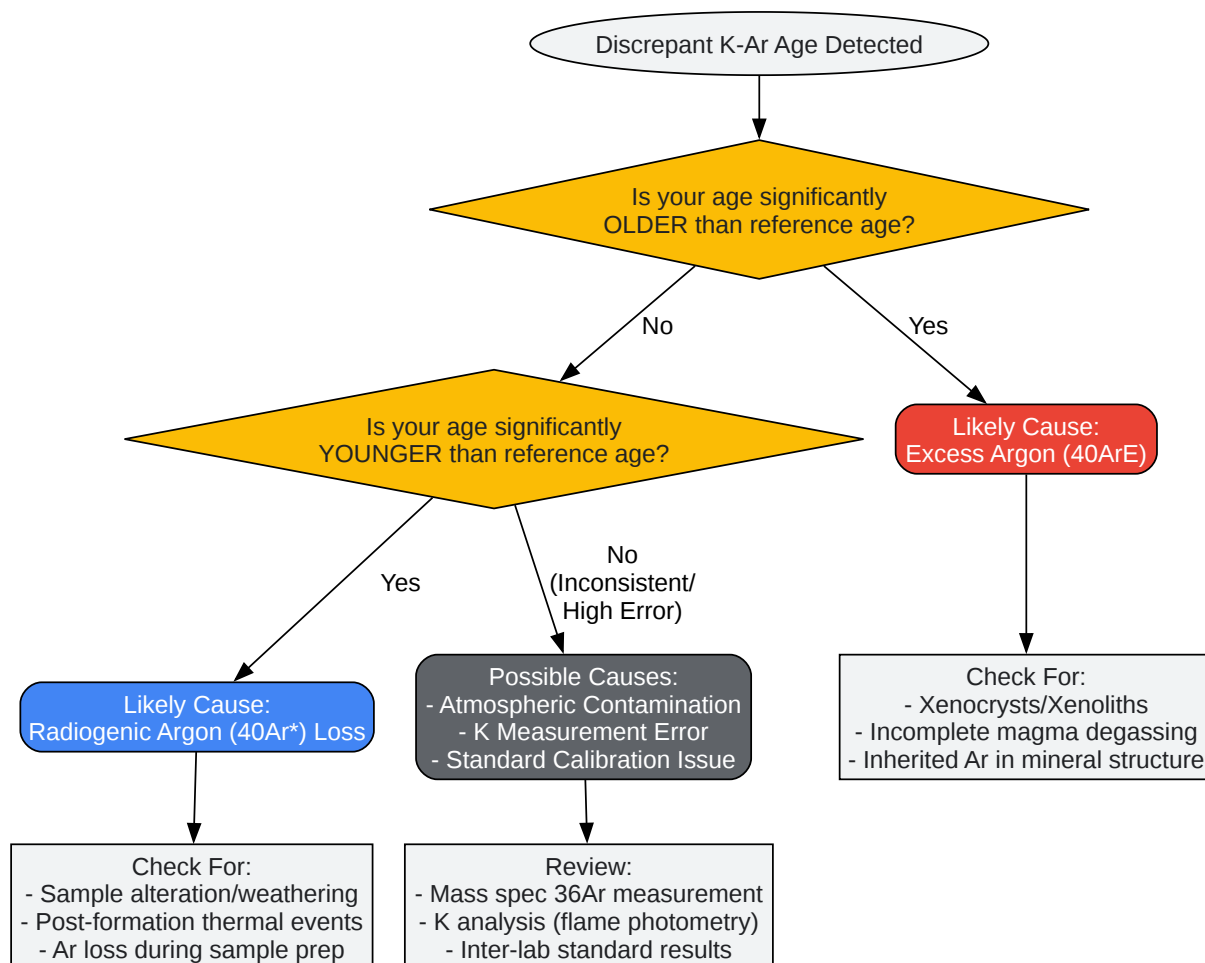 Discrepant K-Ar Age Detected
Is your age significantly
OLDER than reference age?
No
Yes
Is your age significantly
YOUNGER than reference age?
Likely Cause:
Excess Argon (40ArE)
Yes
No
(Inconsistent/
High Error)
Likely Cause:
Radiogenic Argon (40Ar*) Loss
Possible Causes:
- Atmospheric Contamination
- K Measurement Error
- Standard Calibration Issue
Check For:
- Xenocrysts/Xenoliths
- Incomplete magma degassing
- Inherited Ar in mineral structure
Check For:
- Sample alteration/weathering
- Post-formation thermal events
- Ar loss during sample prep
Review:
- Mass spec 36Ar measurement
- K analysis (flame photometry)
- Inter-lab standard results